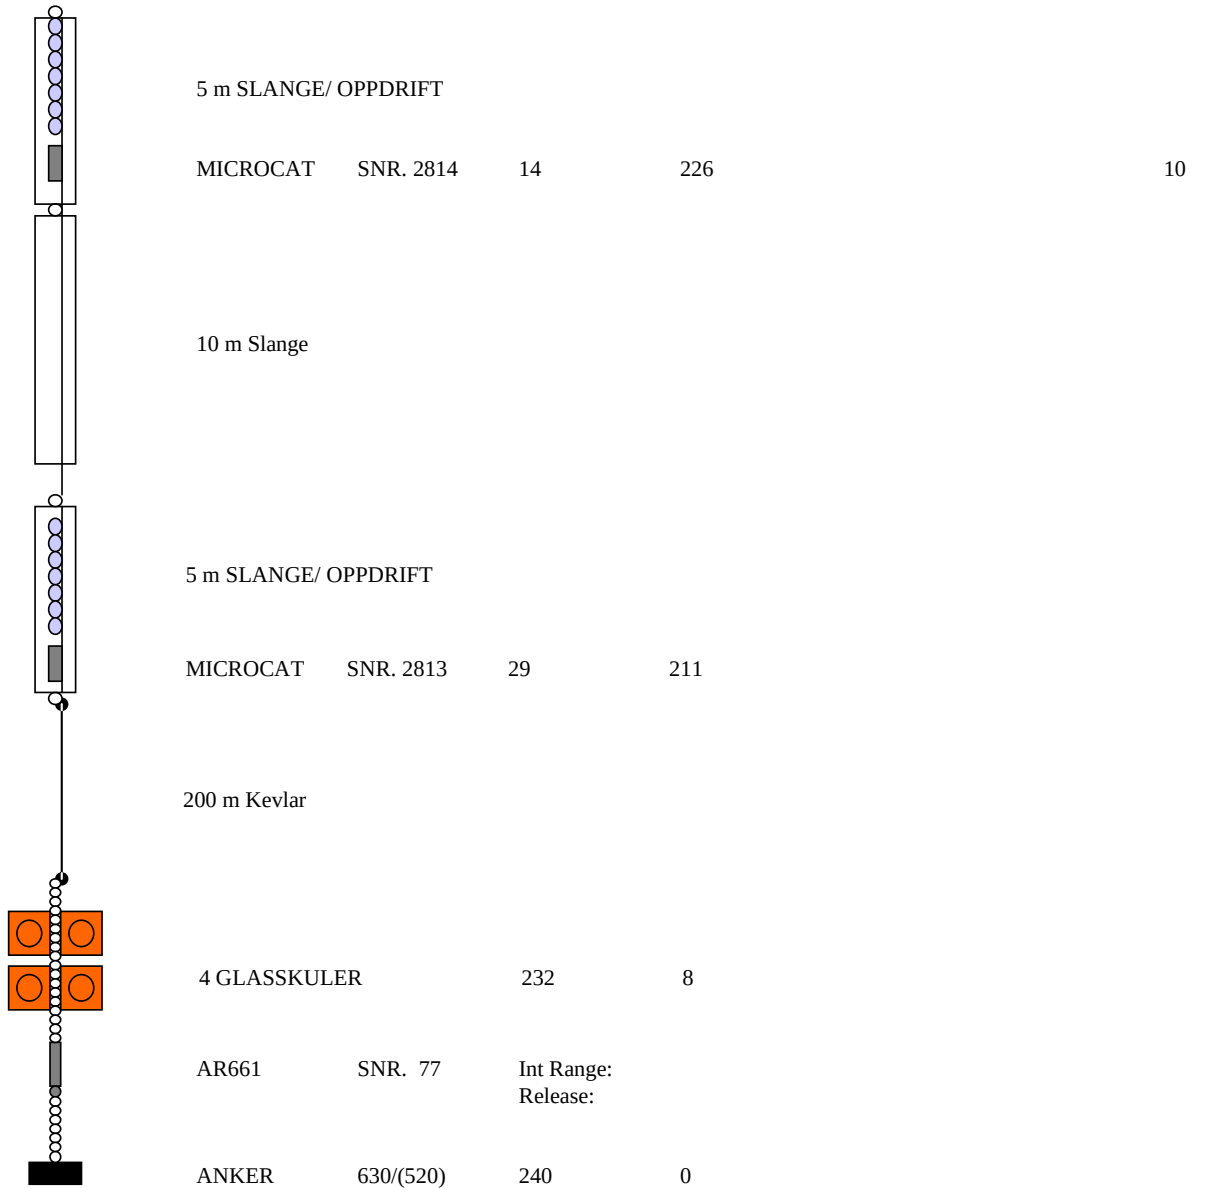 5 m SLANGE/ OPPDRIFT
MICROCAT SNR. 2814 14 226 10
10 m Slange
5 m SLANGE/ OPPDRIFT
MICROCAT SNR. 2813 29 211
200 m Kevlar
4 GLASSKULER 232 8
AR661 SNR. 77 Int Range:
Release:
ANKER 630/(520) 240 0